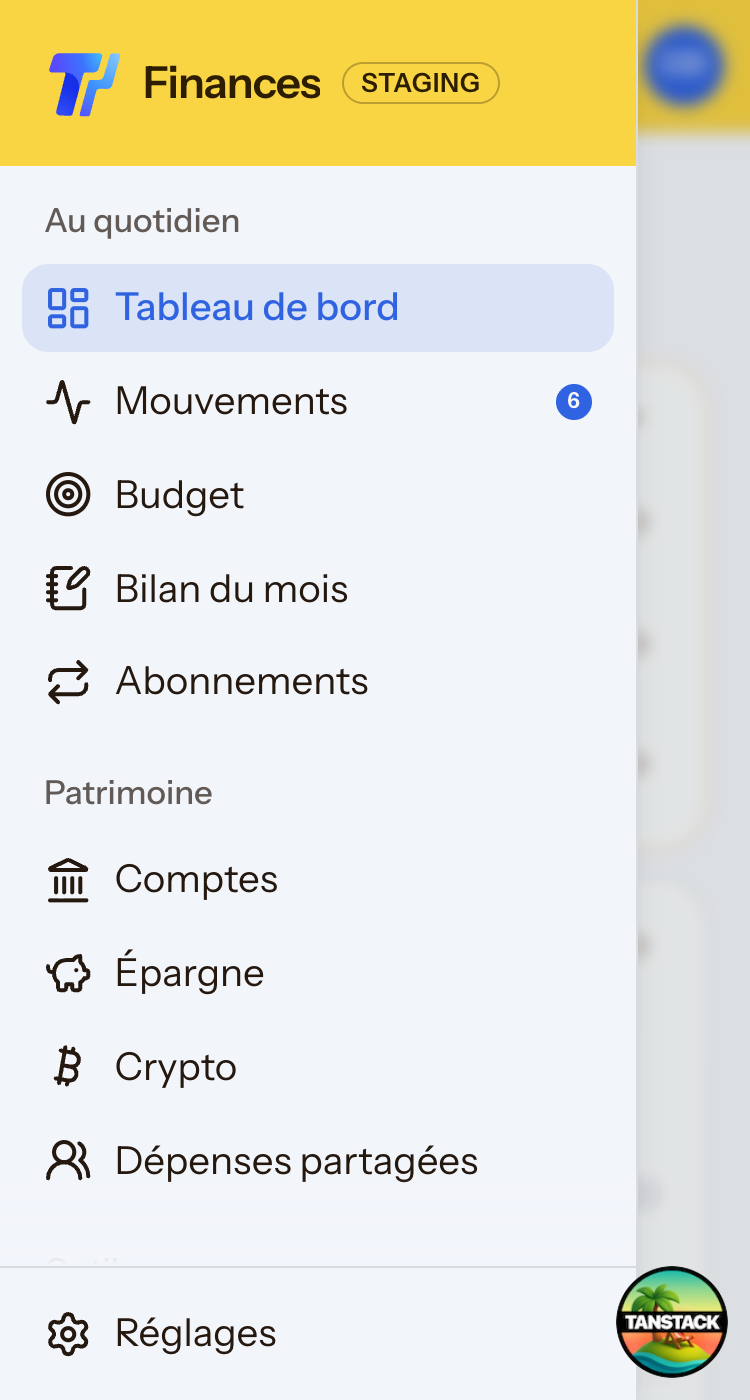 Finances STAGING
Au quotidien
Tableau de bord
Mouvements 6
Budget
Bilan du mois
Abonnements
Patrimoine
Comptes
Épargne
Crypto
Dépenses partagées
Réglages
TANSTACK